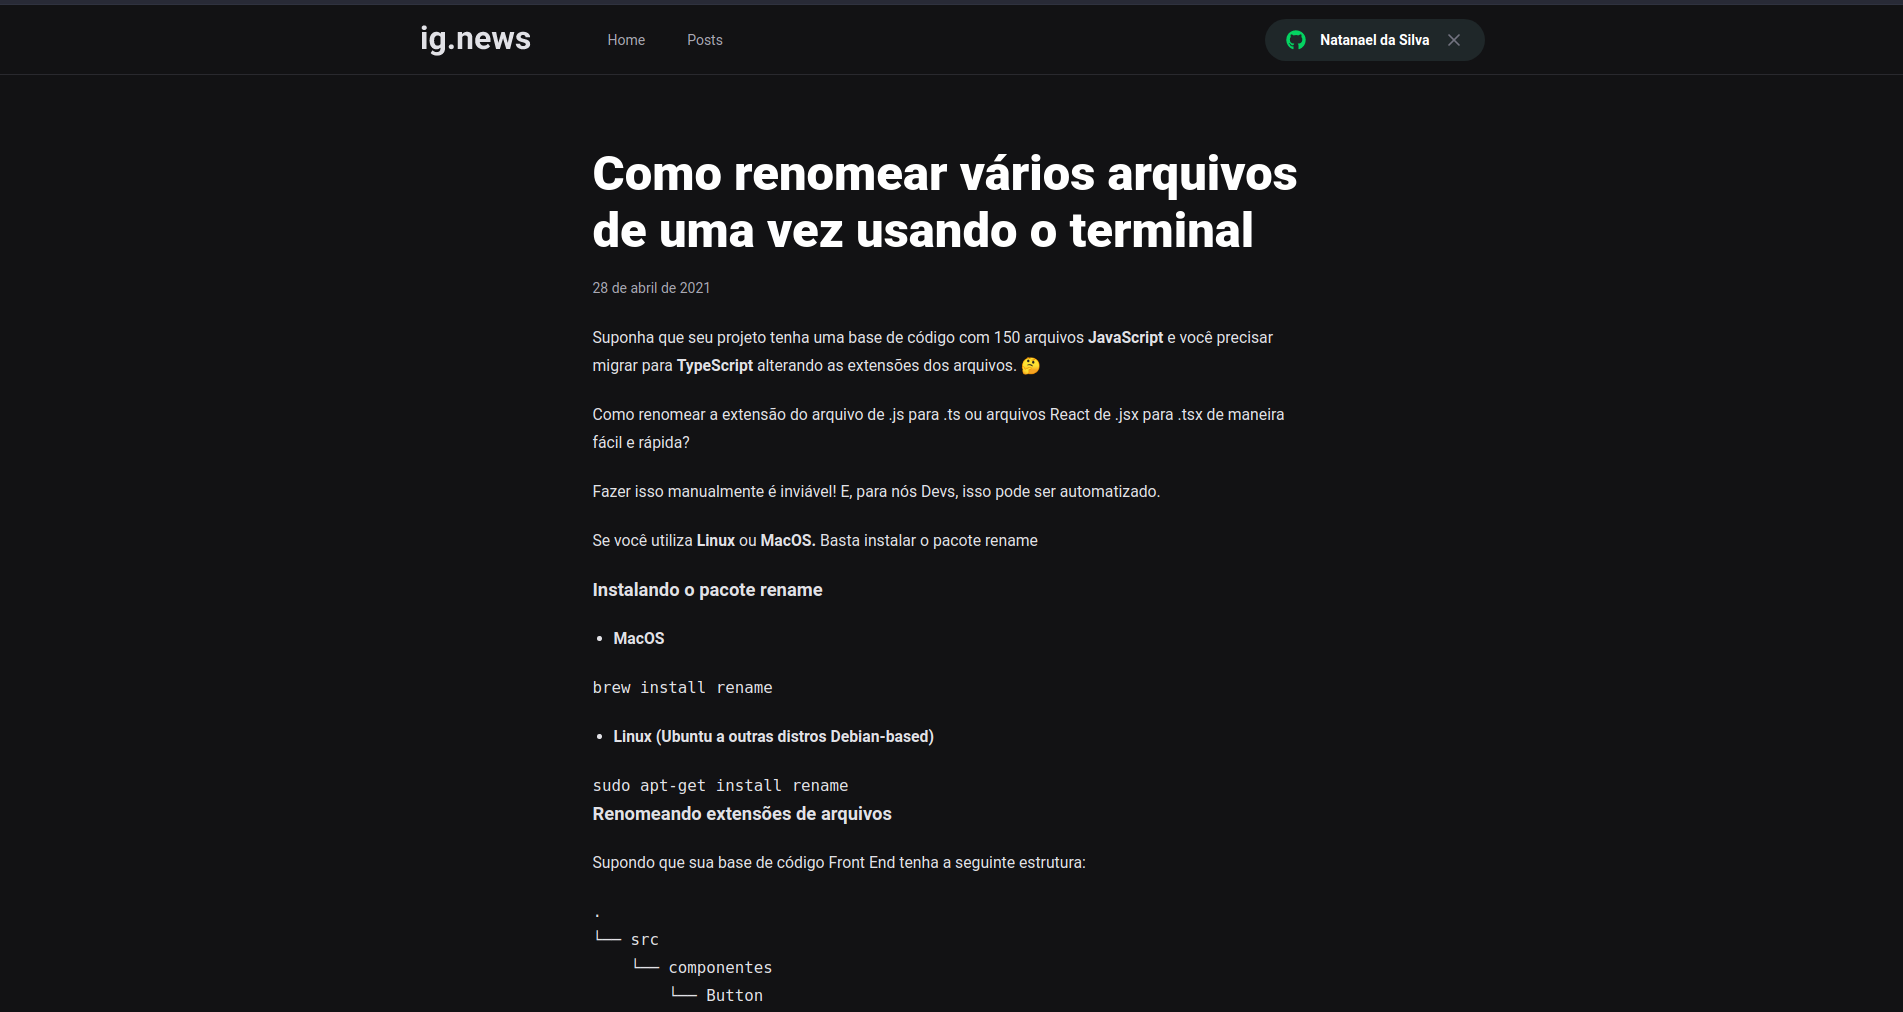 ig.news
Home
Posts
Natanael da Silva
Como renomear vários arquivos
de uma vez usando o terminal
28 de abril de 2021
Suponha que seu projeto tenha uma base de código com 150 arquivos JavaScript e você precisar
migrar para TypeScript alterando as extensões dos arquivos. 🤔
Como renomear a extensão do arquivo de .js para .ts ou arquivos React de .jsx para .tsx de maneira
fácil e rápida?
Fazer isso manualmente é inviável! E, para nós Devs, isso pode ser automatizado.
Se você utiliza Linux ou MacOS. Basta instalar o pacote rename
Instalando o pacote rename
• MacOS
brew install rename
• Linux (Ubuntu a outras distros Debian-based)
sudo apt-get install rename
Renomeando extensões de arquivos
Supondo que sua base de código Front End tenha a seguinte estrutura:
.
└── src
    └── componentes
        └── Button